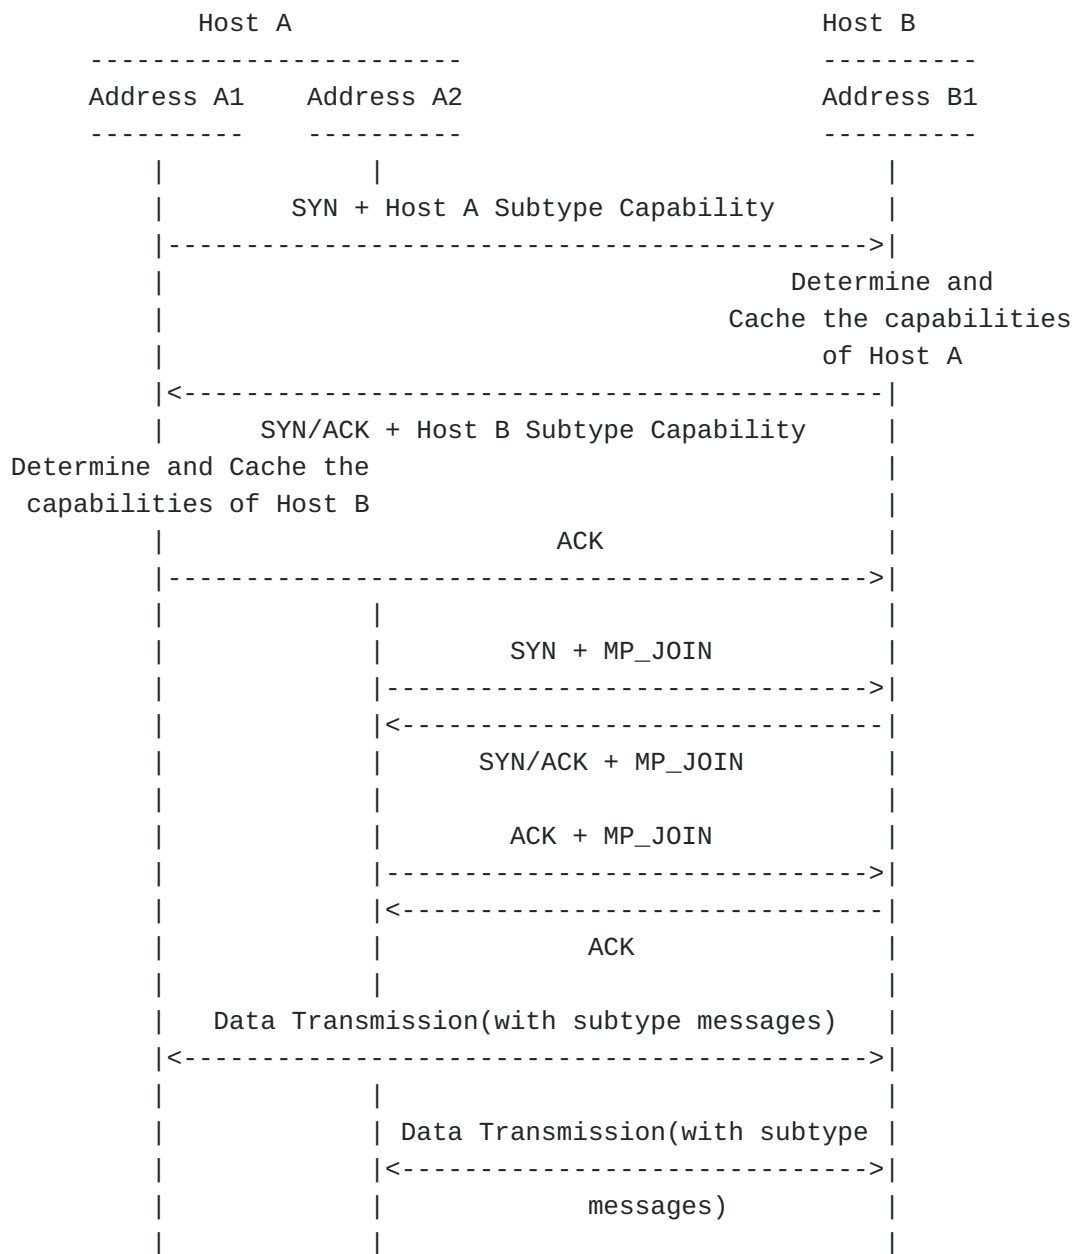 Host A Host B
Address A1 Address A2 Address B1
SYN + Host A Subtype Capability
Determine and
Cache the capabilities
of Host A
SYN/ACK + Host B Subtype Capability
Determine and Cache the
capabilities of Host B
ACK
SYN + MP_JOIN
SYN/ACK + MP_JOIN
ACK + MP_JOIN
ACK
Data Transmission(with subtype messages)
Data Transmission(with subtype
messages)